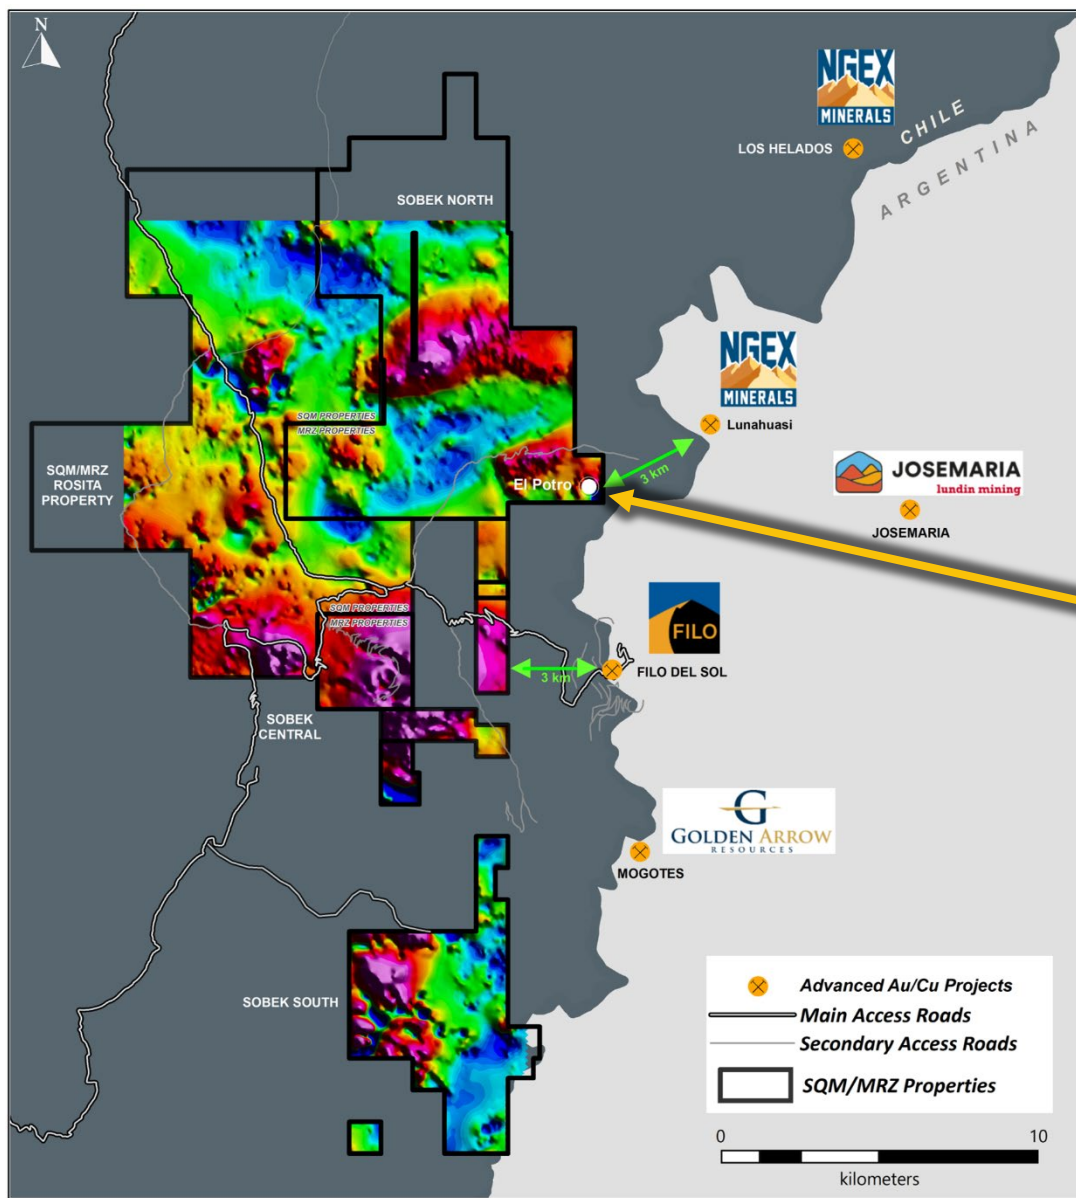 N
NGEX
MINERALS
LOS HELADOS
CHILE
ARGENTINA
SOBEK NORTH
NGEX
MINERALS
Lunahuasi
SQM PROPERTIES
MRZ PROPERTIES
3 km
SQM/MRZ
ROSITA
PROPERTY
El Potro
JOSEMARIA
lundin mining
JOSEMARIA
SQM PROPERTIES
MRZ PROPERTIES
FILO
3 km
FILO DEL SOL
SOBEK
CENTRAL
G
GOLDEN ARROW
RESOURCES
MOGOTES
SOBEK SOUTH
Advanced Au/Cu Projects
Main Access Roads
Secondary Access Roads
SQM/MRZ Properties
0 10
kilometers